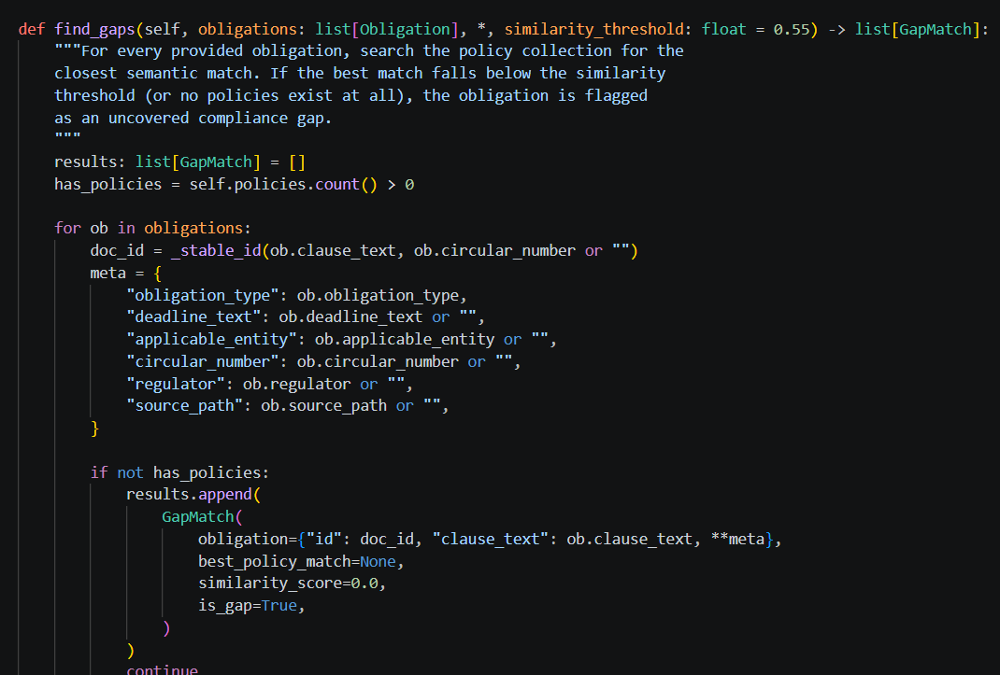 def find_gaps(self, obligations: list[Obligation], *, similarity_threshold: float = 0.55) -> list[GapMatch]:
    """For every provided obligation, search the policy collection for the
    closest semantic match. If the best match falls below the similarity
    threshold (or no policies exist at all), the obligation is flagged
    as an uncovered compliance gap.
    """
    results: list[GapMatch] = []
    has_policies = self.policies.count() > 0

    for ob in obligations:
        doc_id = _stable_id(ob.clause_text, ob.circular_number or "")
        meta = {
            "obligation_type": ob.obligation_type,
            "deadline_text": ob.deadline_text or "",
            "applicable_entity": ob.applicable_entity or "",
            "circular_number": ob.circular_number or "",
            "regulator": ob.regulator or "",
            "source_path": ob.source_path or "",
        }

        if not has_policies:
            results.append(
                GapMatch(
                    obligation={"id": doc_id, "clause_text": ob.clause_text, **meta},
                    best_policy_match=None,
                    similarity_score=0.0,
                    is_gap=True,
                )
            )
            continue